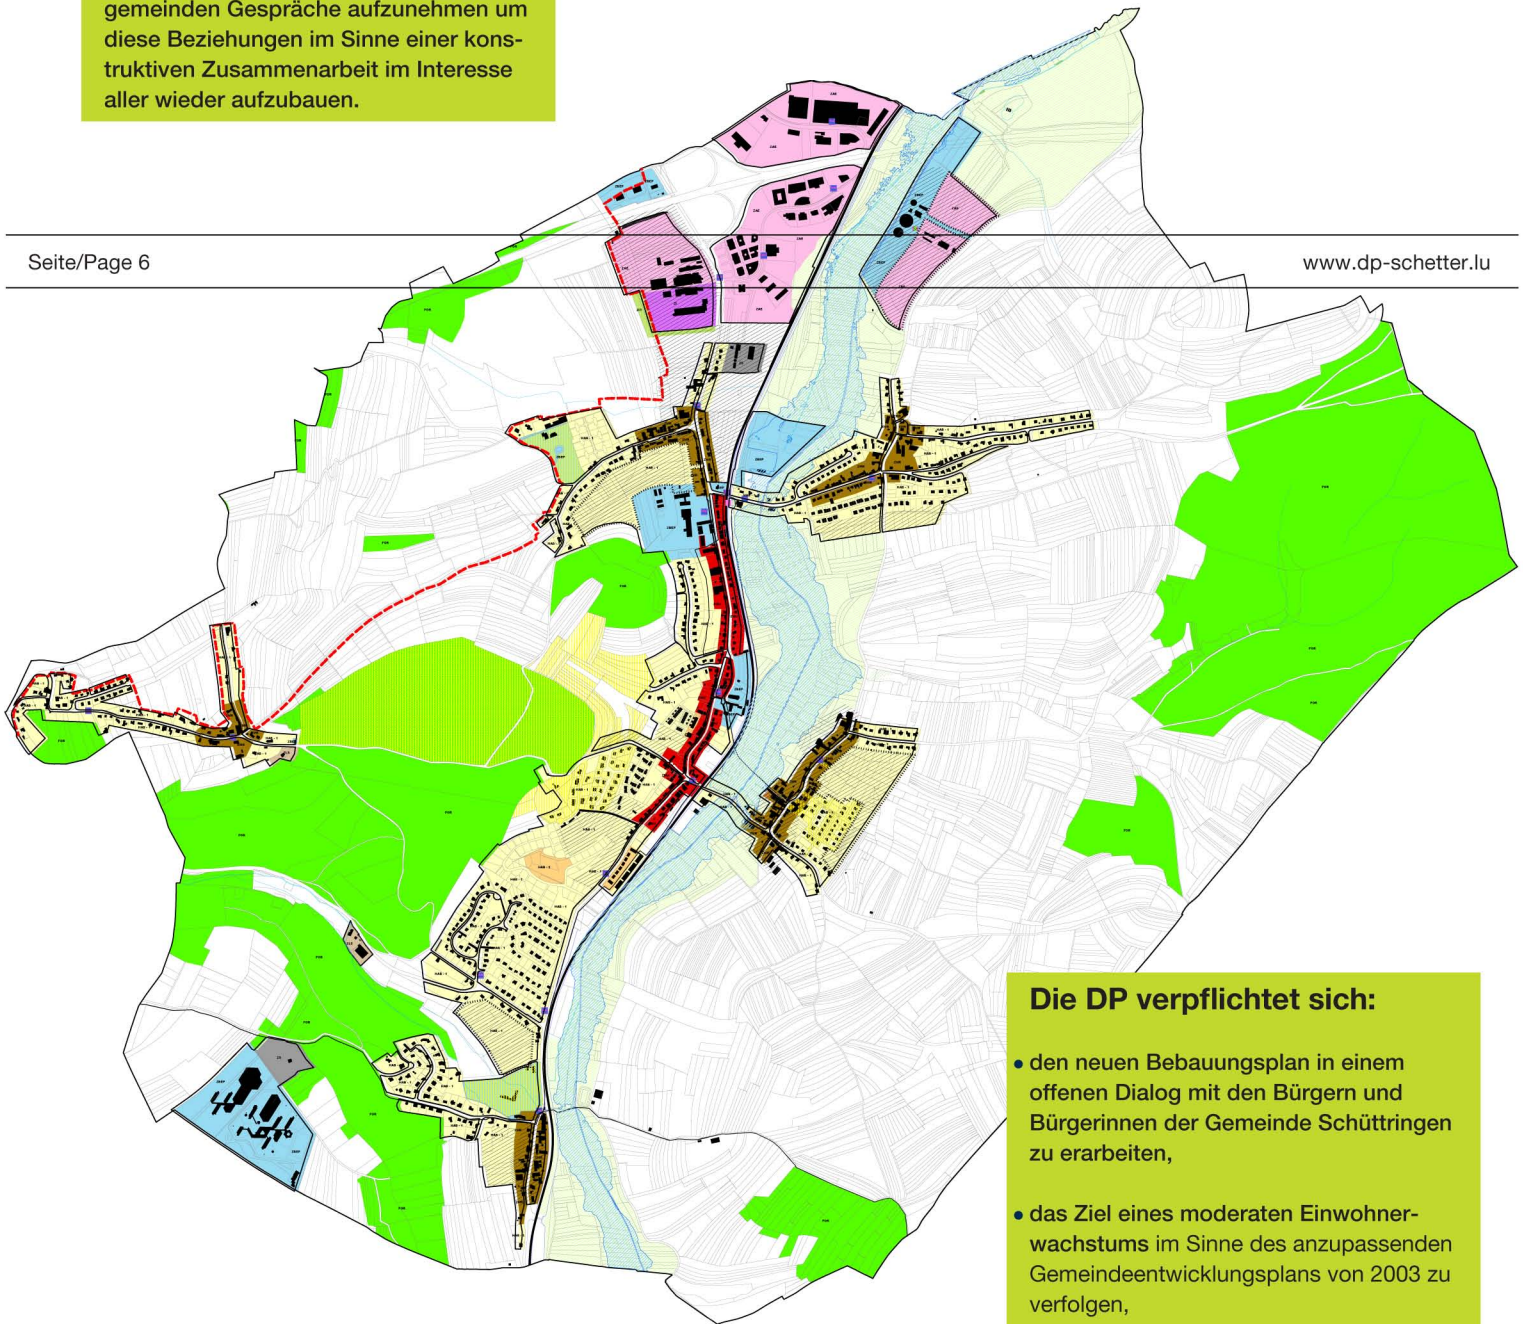 gemeinden Gespräche aufzunehmen um
diese Beziehungen im Sinne einer kons-
truktiven Zusammenarbeit im Interesse
aller wieder aufzubauen.
Seite/Page 6
www.dp-schetter.lu
Die DP verpflichtet sich:
• den neuen Bebauungsplan in einem
offenen Dialog mit den Bürgern und
Bürgerinnen der Gemeinde Schüttringen
zu erarbeiten,
• das Ziel eines moderaten Einwohner-
wachstums im Sinne des anzupassenden
Gemeindeentwicklungsplans von 2003 zu
verfolgen,